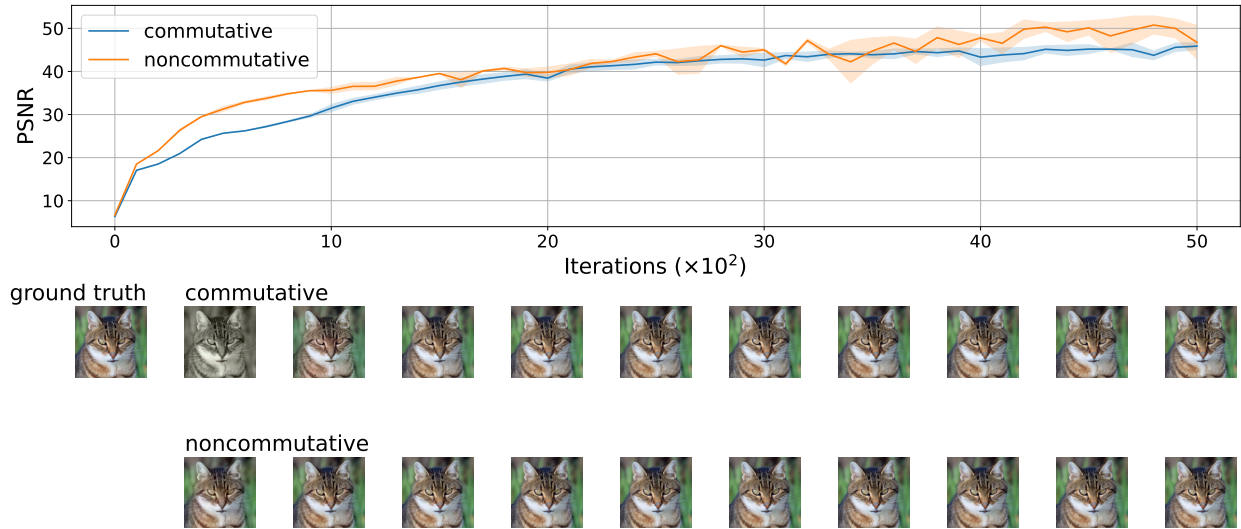 commutative
noncommutative
PSNR
50
40
30
20
10
0 10 20 30 40 50
Iterations (×10²)
ground truth commutative
noncommutative